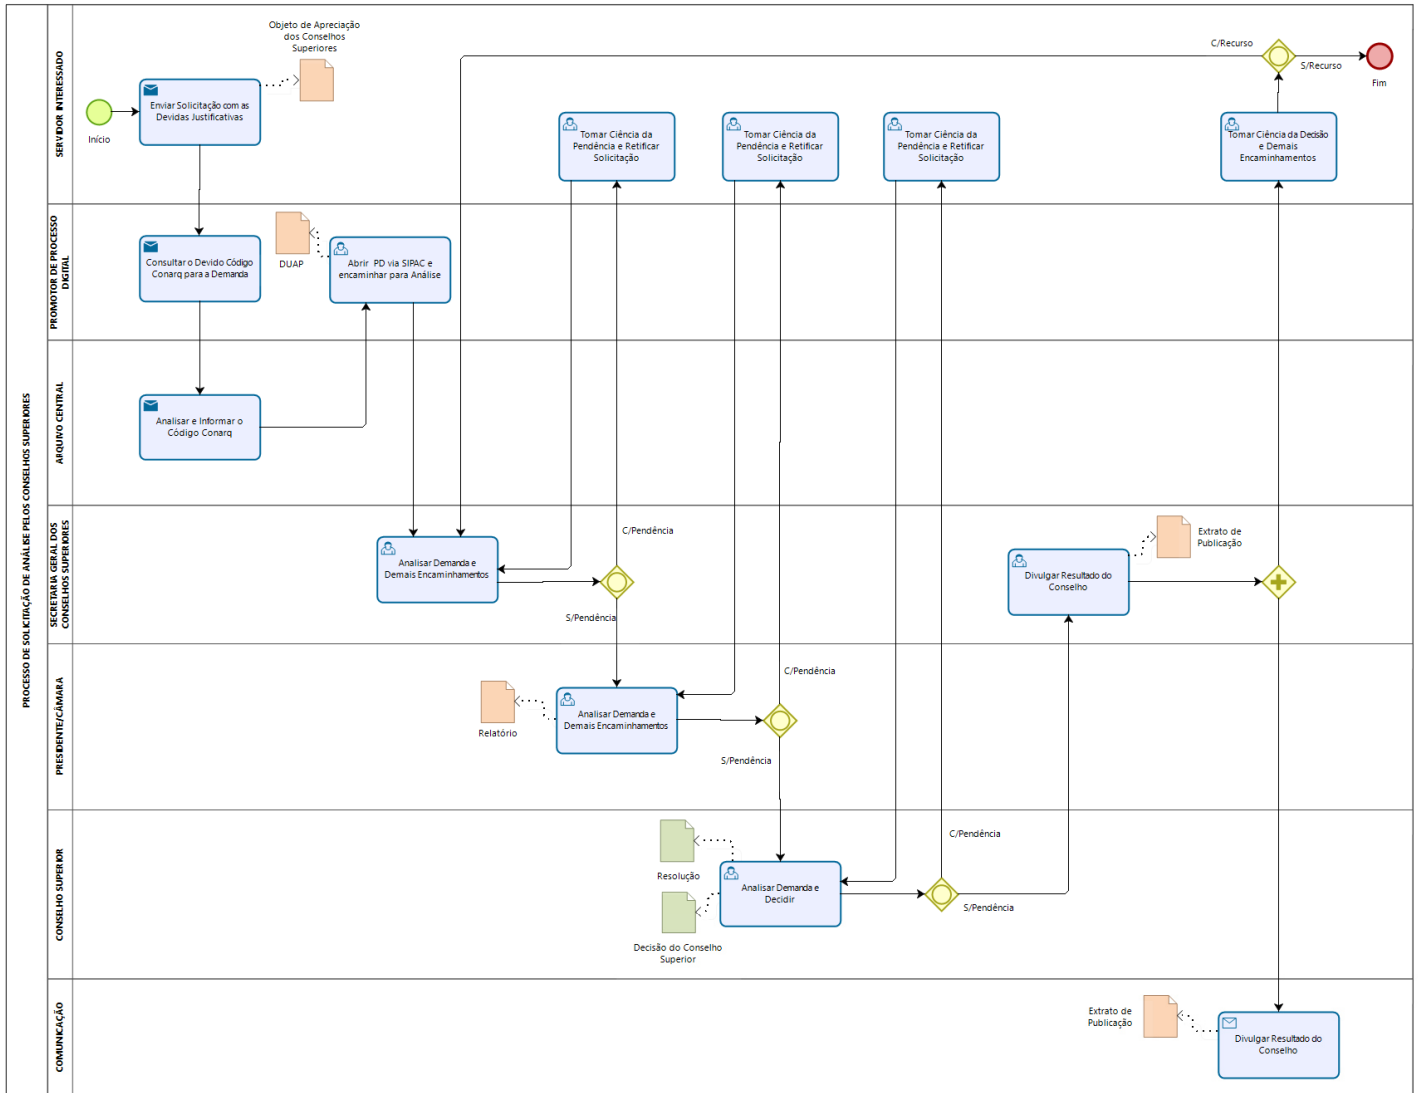 PROCESSO DE SOLICITAÇÃO DE ANÁLISE PELOS CONSELHOS SUPERIORES
SERVIDOR INTERESSADO
Objeto de Apreciação
dos Conselhos
Superiores
Início
Enviar Solicitação com as
Devidas Justificativas
Tomar Ciência da
Pendência e Retificar
Solicitação
Tomar Ciência da
Pendência e Retificar
Solicitação
Tomar Ciência da
Pendência e Retificar
Solicitação
Tomar Ciência da Decisão
e Demais
Encaminhamentos
C/Recurso
S/Recurso
Fim
PROMOTOR DE PROCESSO
DIGITAL
Consultar o Devido Código
Conarq para a Demanda
DUAP
Abrir PD via SIPAC e
encaminhar para Análise
ARQUIVO CENTRAL
Analisar e Informar o
Código Conarq
SECRETARIA GERAL DOS
CONSELHOS SUPERIORES
Analisar Demanda e
Demais Encaminhamentos
C/Pendência
S/Pendência
Divulgar Resultado do
Conselho
Extrato de
Publicação
PRESIDENTE/CÂMARA
Relatório
Analisar Demanda e
Demais Encaminhamentos
C/Pendência
S/Pendência
CONSELHO SUPERIOR
Resolução
Decisão do Conselho
Superior
Analisar Demanda e
Decidir
C/Pendência
S/Pendência
COMUNICAÇÃO
Extrato de
Publicação
Divulgar Resultado do
Conselho